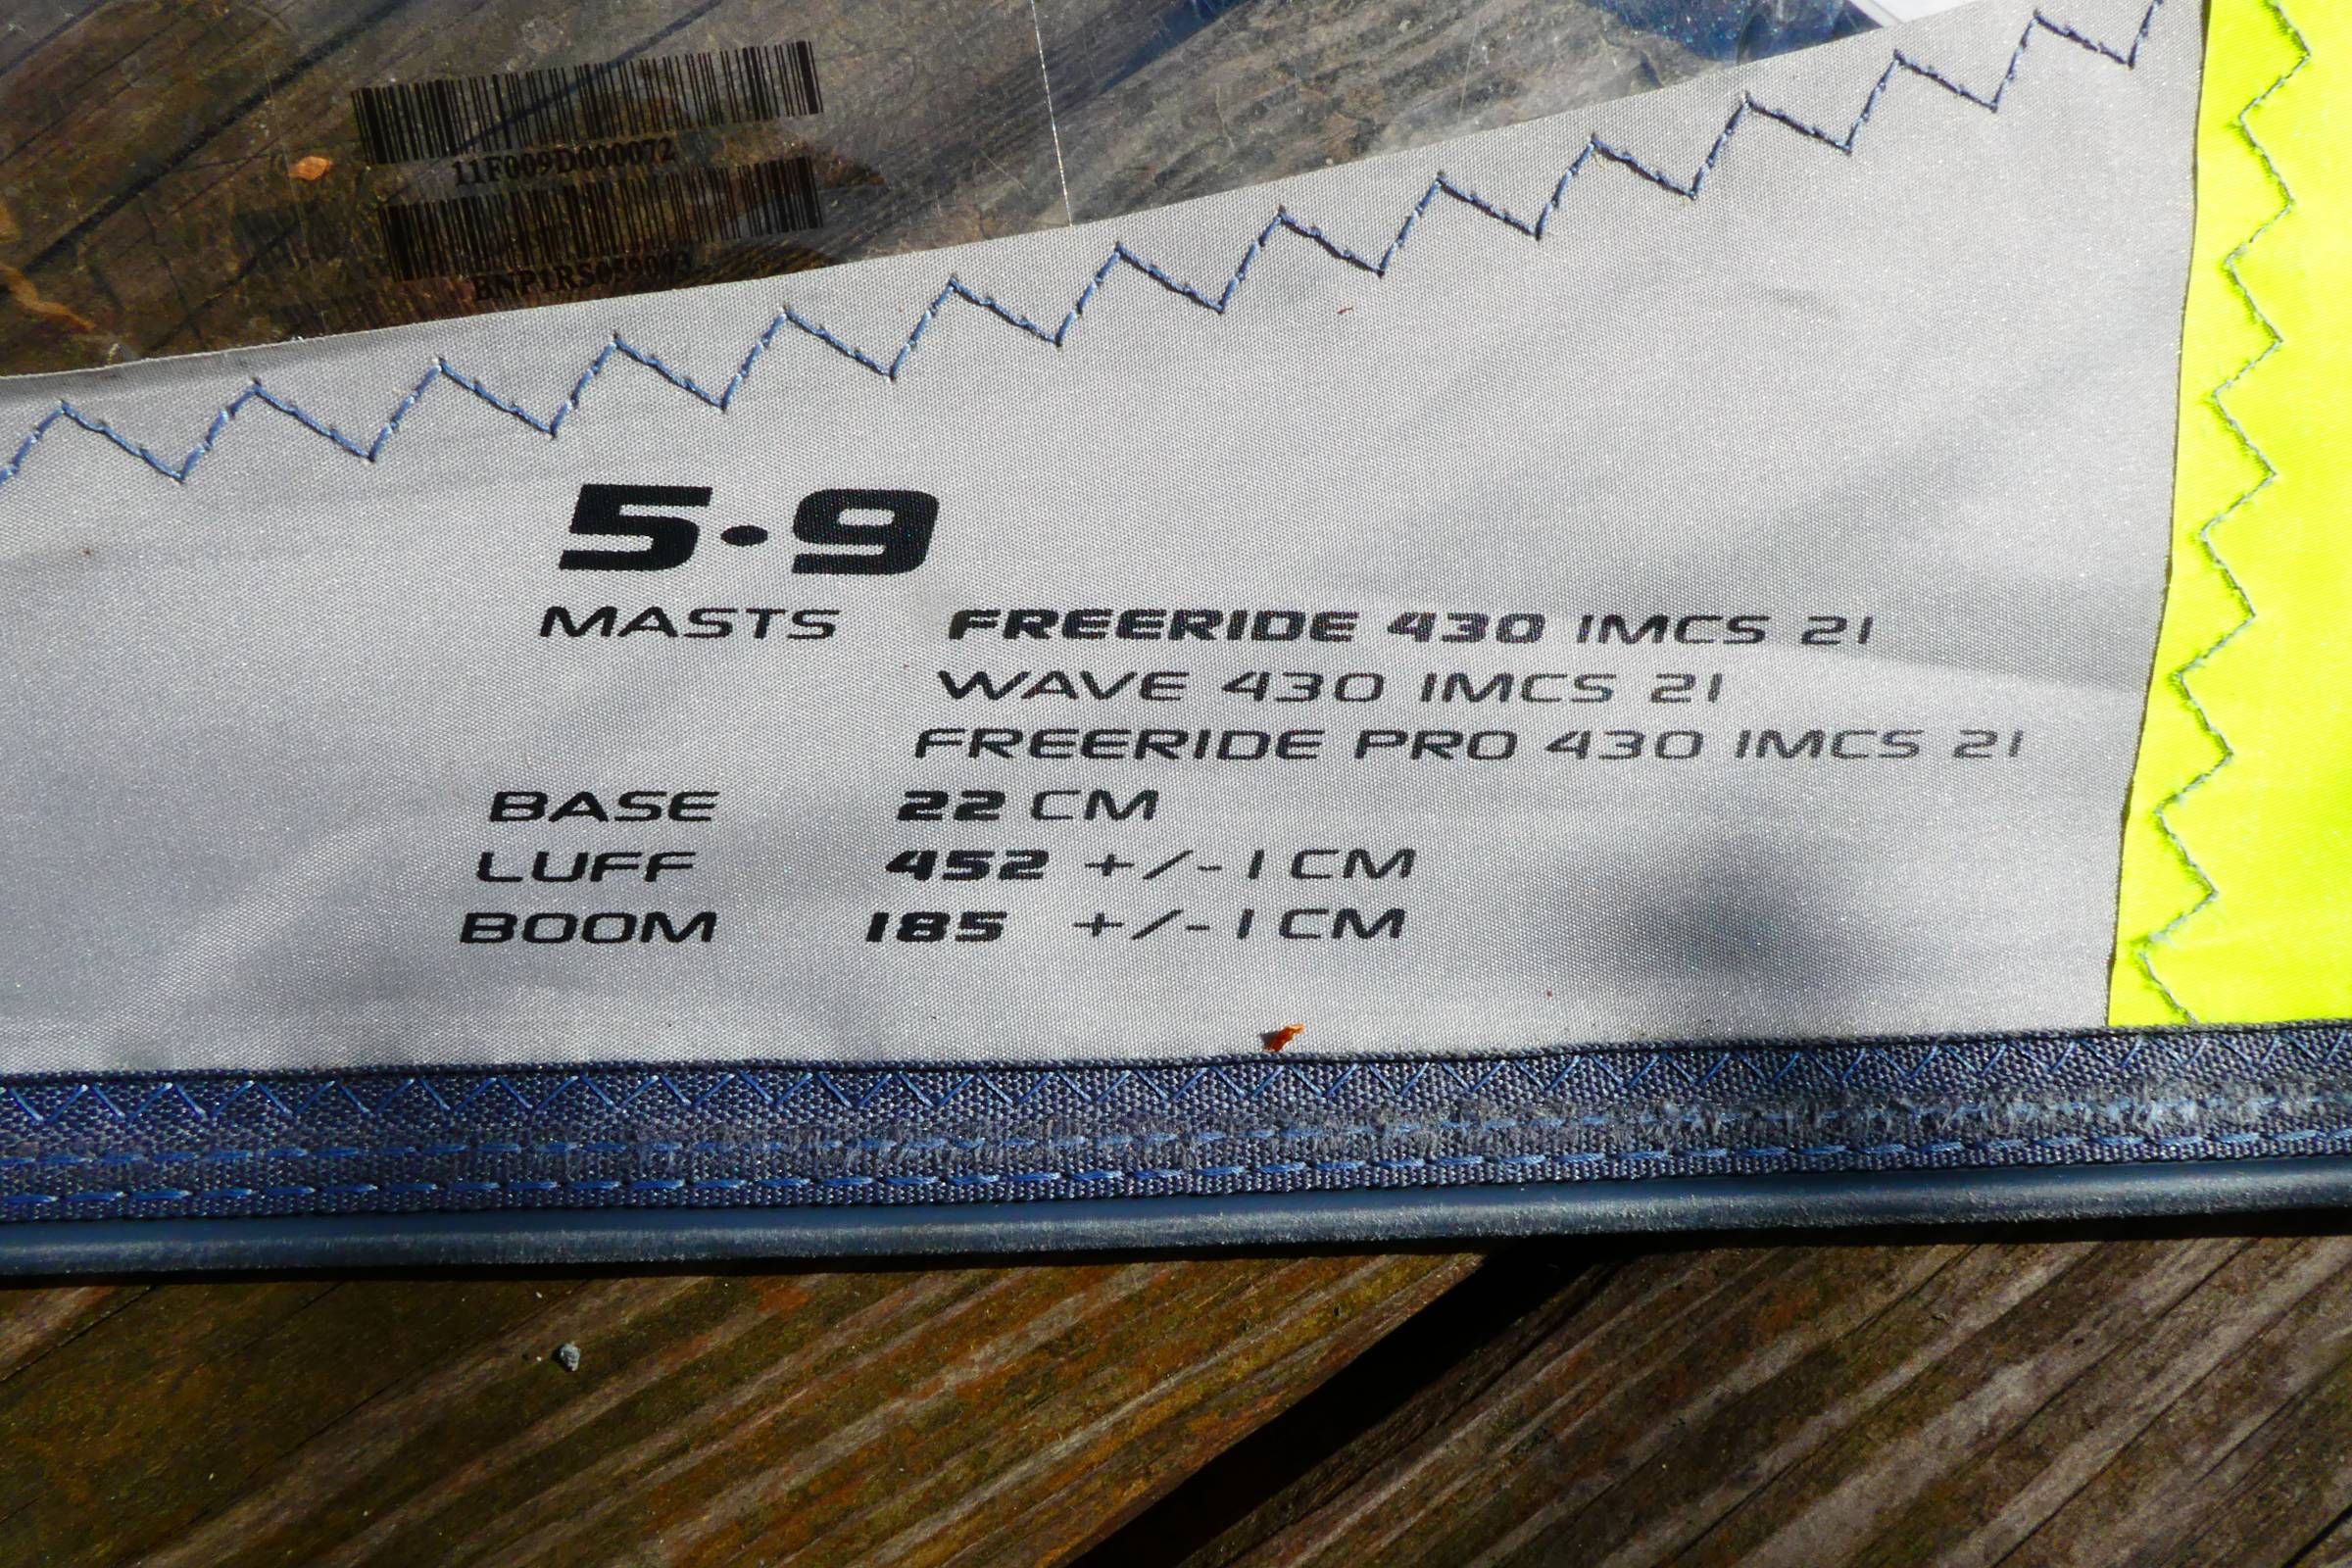 11F009D000072
5.9
MASTS FREERIDE 430 IMCS 21
WAVE 430 IMCS 21
FREERIDE PRO 430 IMCS 21
BASE 22 CM
LUFF 452 +/- 1 CM
BOOM 185 +/- 1 CM